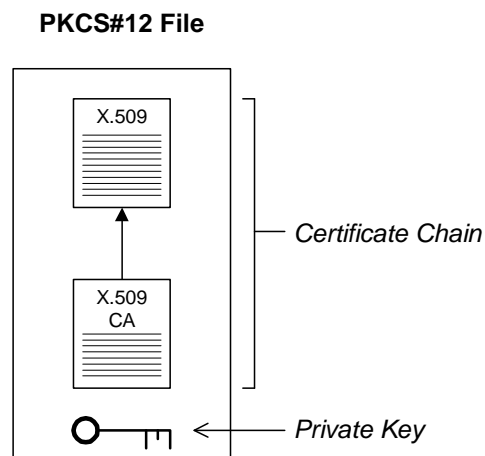 PKCS#12 File
X.509
Certificate Chain
X.509
CA
Private Key